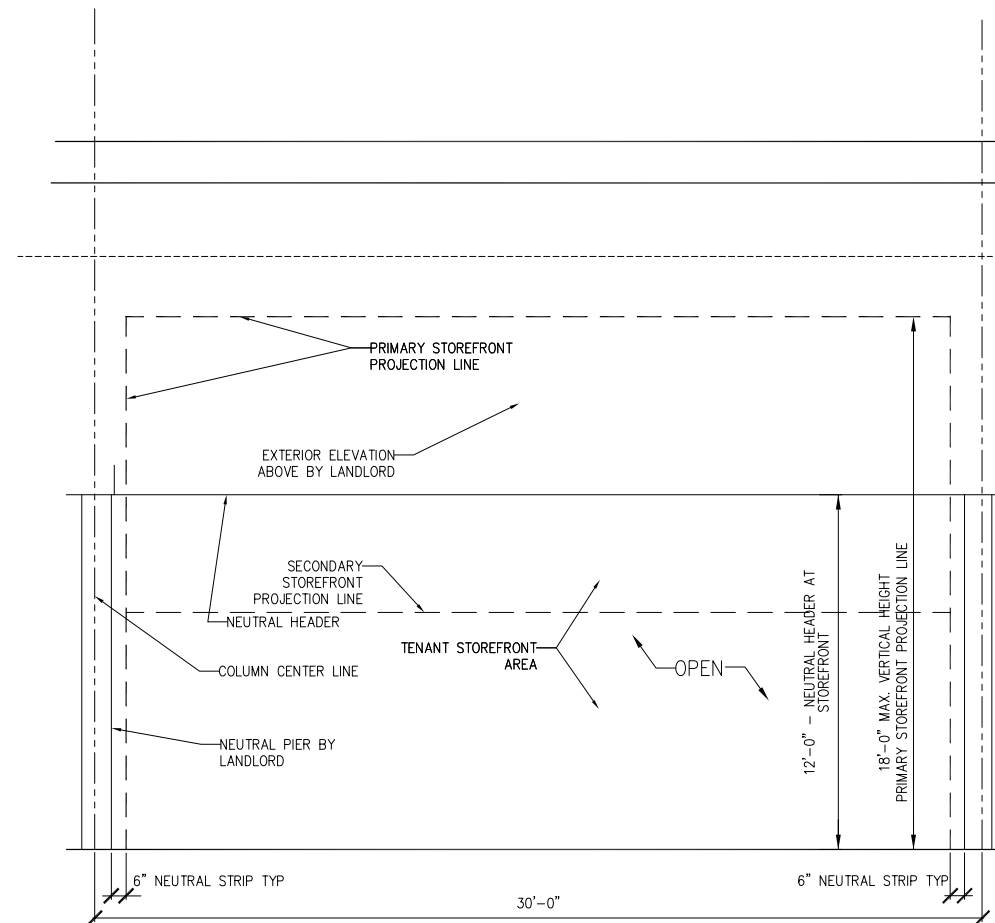 PRIMARY STOREFRONT
PROJECTION LINE
EXTERIOR ELEVATION
ABOVE BY LANDLORD
SECONDARY
STOREFRONT
PROJECTION LINE
NEUTRAL HEADER
TENANT STOREFRONT
AREA
OPEN
COLUMN CENTER LINE
NEUTRAL PIER BY
LANDLORD
12'-0" - NEUTRAL HEADER AT
STOREFRONT
18'-0" MAX. VERTICAL HEIGHT
PRIMARY STOREFRONT PROJECTION LINE
6" NEUTRAL STRIP TYP
6" NEUTRAL STRIP TYP
30'-0"